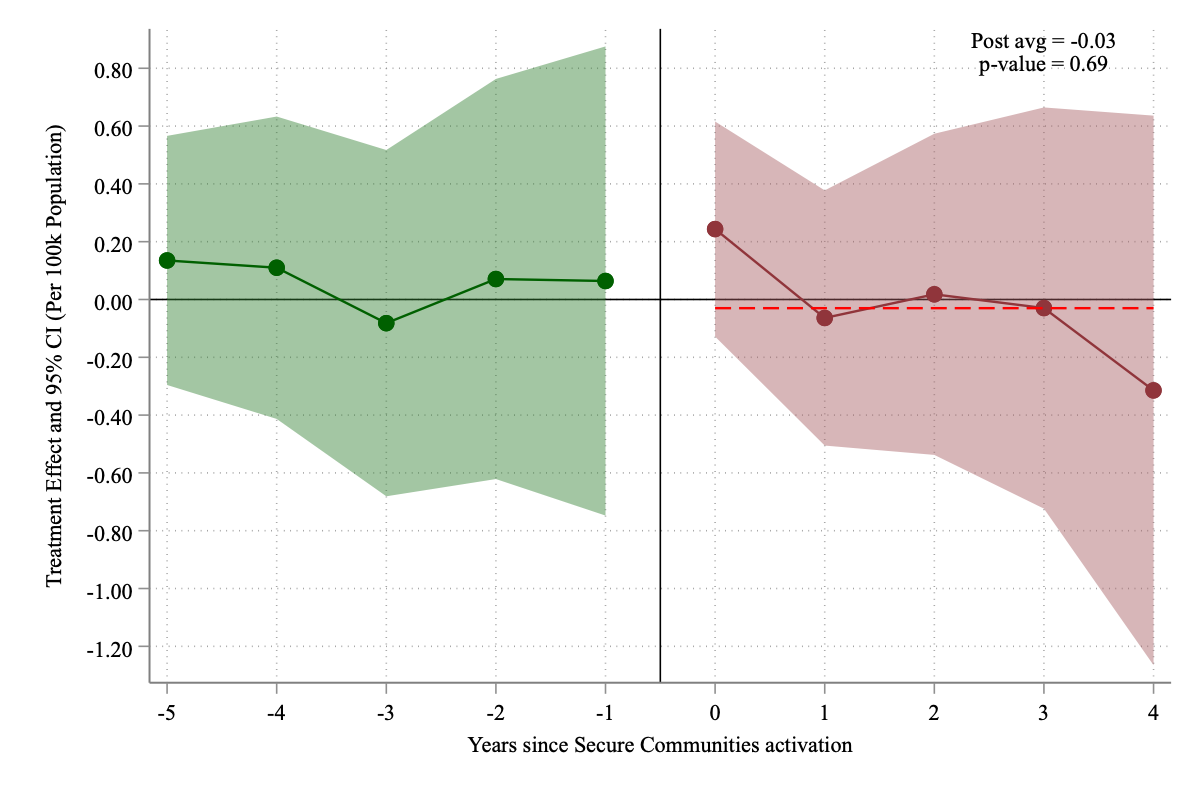 Post avg = -0.03
p-value = 0.69
Treatment Effect and 95% CI (Per 100k Population)
0.80
0.60
0.40
0.20
0.00
-0.20
-0.40
-0.60
-0.80
-1.00
-1.20
-5 -4 -3 -2 -1 0 1 2 3 4
Years since Secure Communities activation